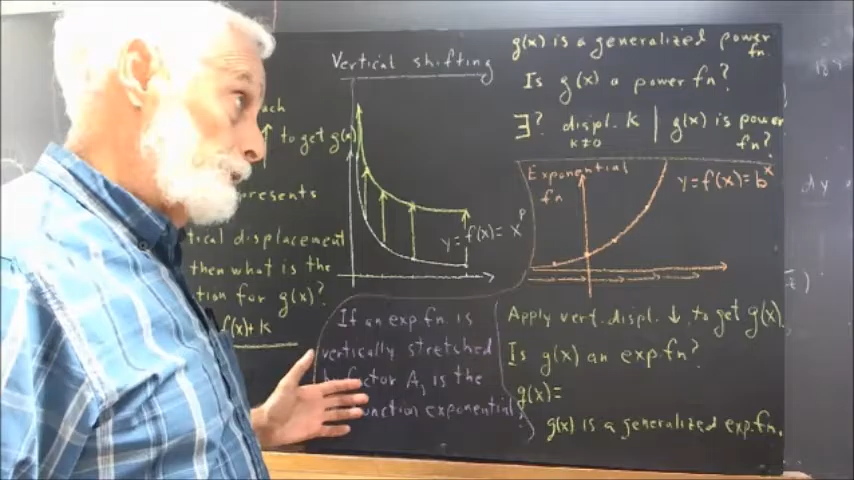 ach
to get g(x)
presents
tical displacement
then what is the
tion for g(x)?
f(x)+k
Vertical shifting
y=f(x)=x^p
g(x) is a generalized power fn.
Is g(x) a power fn?
∃? displ. k | g(x) is power fn?
k≠0
Exponential fn
y=f(x)=b^x
If an exp.fn. is
vertically stretched
factor A, is the
unction exponential?
Apply vert. displ. ↓, to get g(x).
Is g(x) an exp.fn?
g(x)=
g(x) is a generalized exp.fn.